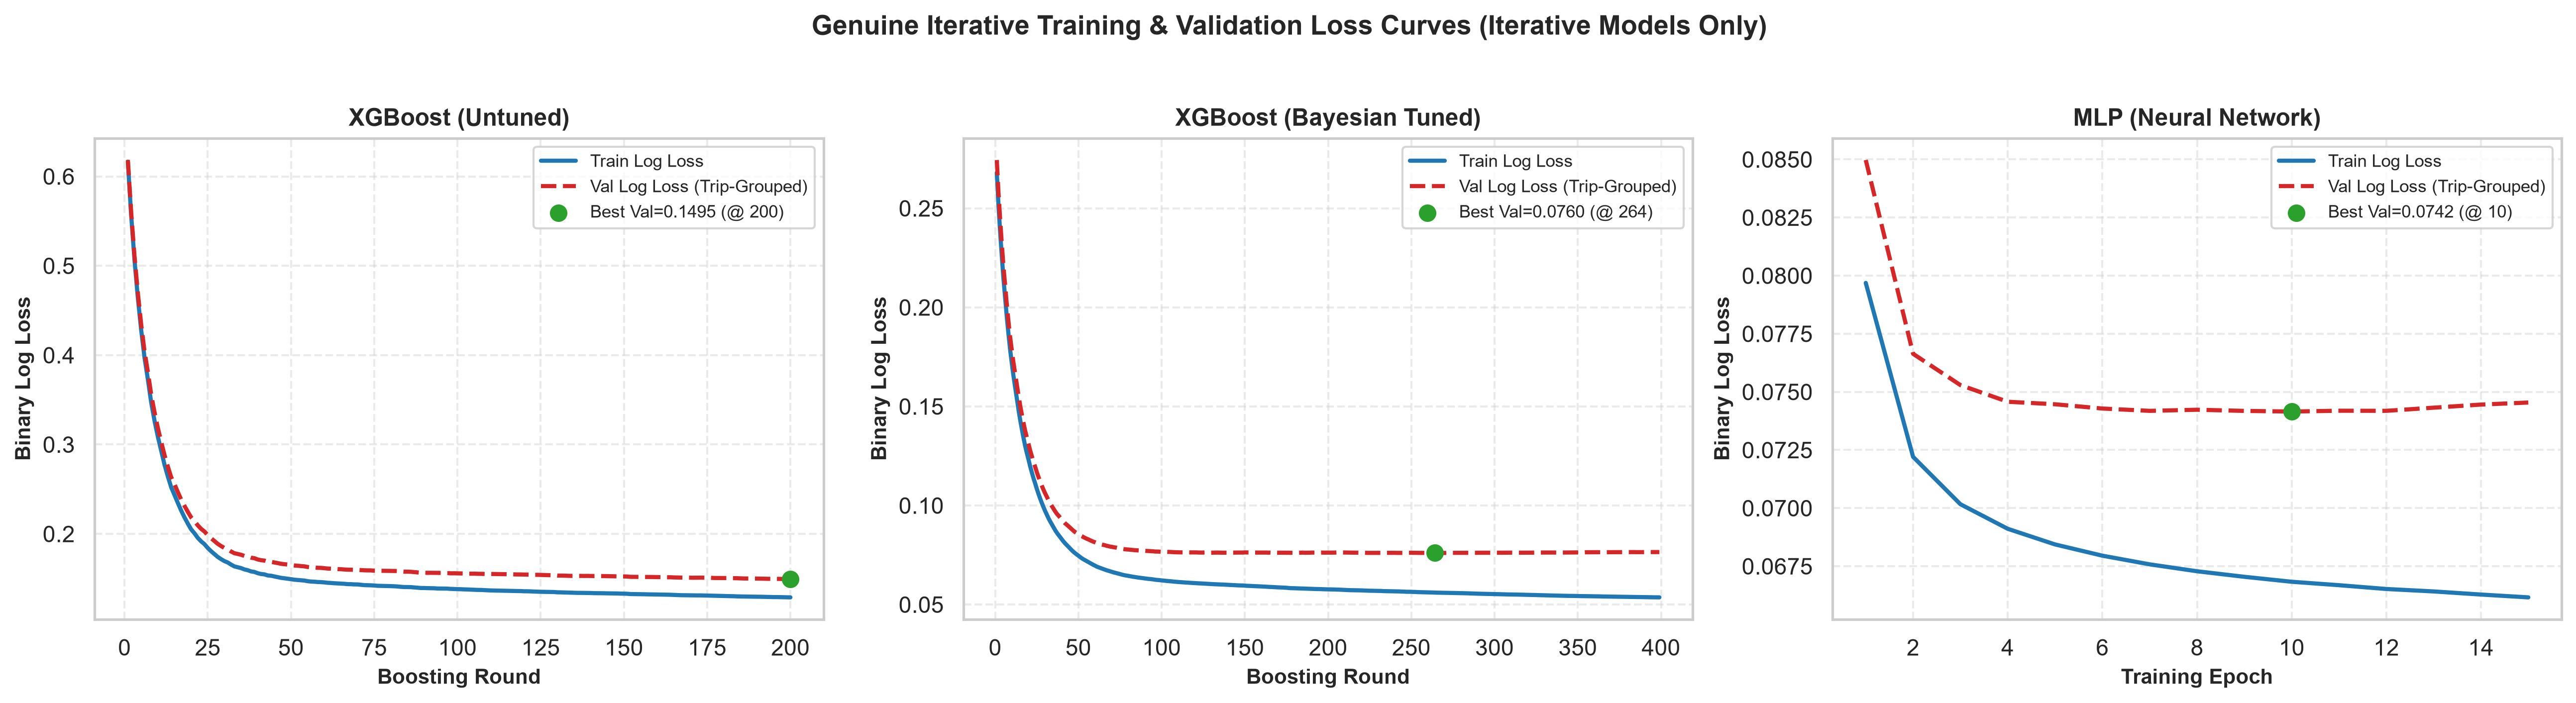 Genuine Iterative Training & Validation Loss Curves (Iterative Models Only)
XGBoost (Untuned)
Binary Log Loss
0.6
0.5
0.4
0.3
0.2
Train Log Loss
Val Log Loss (Trip-Grouped)
Best Val=0.1495 (@ 200)
0 25 50 75 100 125 150 175 200
Boosting Round
XGBoost (Bayesian Tuned)
Binary Log Loss
0.25
0.20
0.15
0.10
0.05
Train Log Loss
Val Log Loss (Trip-Grouped)
Best Val=0.0760 (@ 264)
0 50 100 150 200 250 300 350 400
Boosting Round
MLP (Neural Network)
Binary Log Loss
0.0850
0.0825
0.0800
0.0775
0.0750
0.0725
0.0700
0.0675
Train Log Loss
Val Log Loss (Trip-Grouped)
Best Val=0.0742 (@ 10)
2 4 6 8 10 12 14
Training Epoch